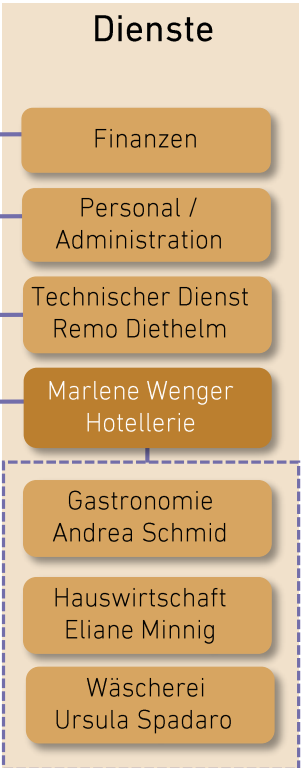 Dienste
Finanzen
Personal /
Administration
Technischer Dienst
Remo Diethelm
Marlene Wenger
Hotellerie
Gastronomie
Andrea Schmid
Hauswirtschaft
Eliane Minnig
Wäscherei
Ursula Spadaro